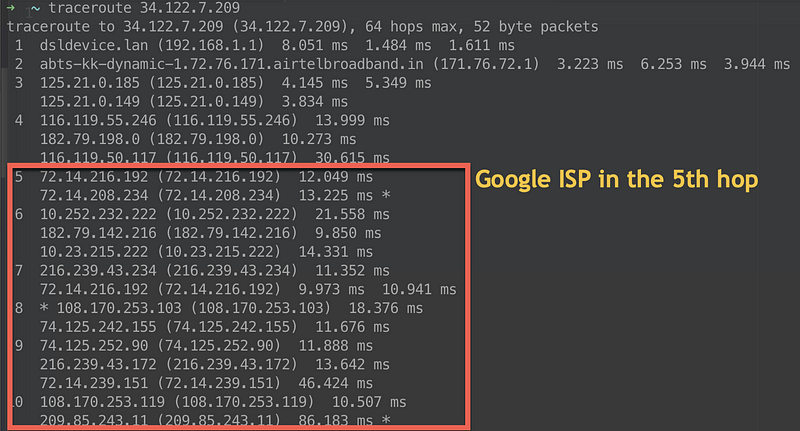 ➜ ~ traceroute 34.122.7.209
traceroute to 34.122.7.209 (34.122.7.209), 64 hops max, 52 byte packets
1 dsldevice.lan (192.168.1.1) 8.051 ms 1.484 ms 1.611 ms
2 abts-kk-dynamic-1.72.76.171.airtelbroadband.in (171.76.72.1) 3.223 ms 6.253 ms 3.944 ms
3 125.21.0.185 (125.21.0.185) 4.145 ms 5.349 ms
125.21.0.149 (125.21.0.149) 3.834 ms
4 116.119.55.246 (116.119.55.246) 13.999 ms
182.79.198.0 (182.79.198.0) 10.273 ms
116.119.50.117 (116.119.50.117) 30.615 ms
5 72.14.216.192 (72.14.216.192) 12.049 ms
Google ISP in the 5th hop
72.14.208.234 (72.14.208.234) 13.225 ms *
6 10.252.232.222 (10.252.232.222) 21.558 ms
182.79.142.216 (182.79.142.216) 9.850 ms
10.23.215.222 (10.23.215.222) 14.331 ms
7 216.239.43.234 (216.239.43.234) 11.352 ms
72.14.216.192 (72.14.216.192) 9.973 ms 10.941 ms
8 * 108.170.253.103 (108.170.253.103) 18.376 ms
74.125.242.155 (74.125.242.155) 11.676 ms
9 74.125.252.90 (74.125.252.90) 11.888 ms
216.239.43.172 (216.239.43.172) 13.642 ms
72.14.239.151 (72.14.239.151) 46.424 ms
10 108.170.253.119 (108.170.253.119) 10.507 ms
209.85.243.11 (209.85.243.11) 86.183 ms *